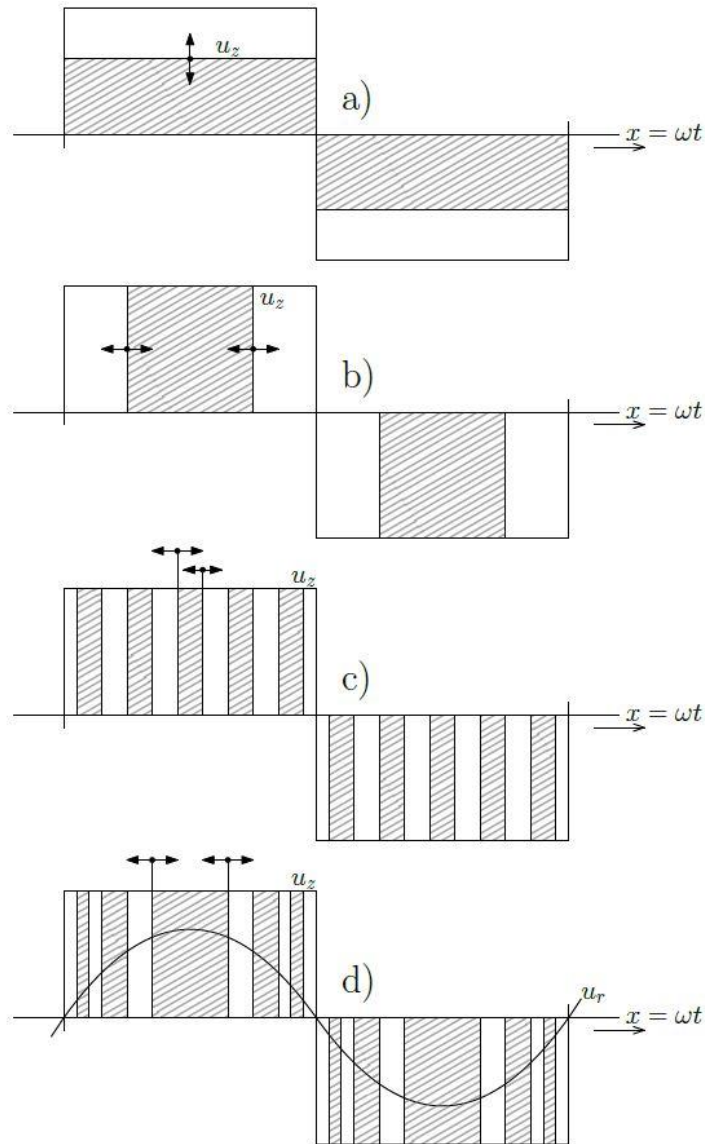 u_z
a)
x = ωt
u_z
b)
x = ωt
u_z
c)
x = ωt
u_z
d)
u_r
x = ωt